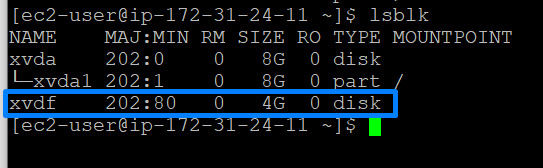 [ec2-user@ip-172-31-24-11 ~]$ lsblk
NAME    MAJ:MIN RM SIZE RO TYPE MOUNTPOINT
xvda    202:0    0   8G  0 disk
└─xvda1 202:1    0   8G  0 part /
xvdf    202:80   0   4G  0 disk
[ec2-user@ip-172-31-24-11 ~]$